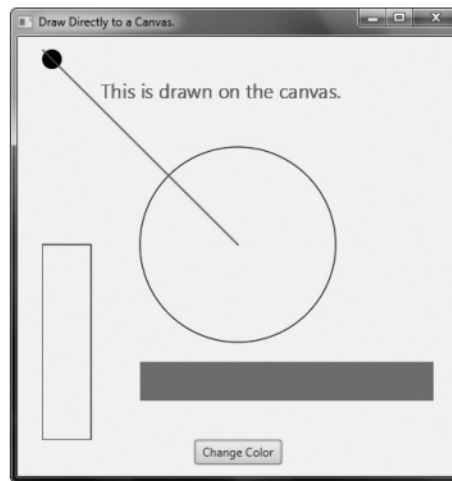 Draw Directly to a Canvas.
This is drawn on the canvas.
Change Color